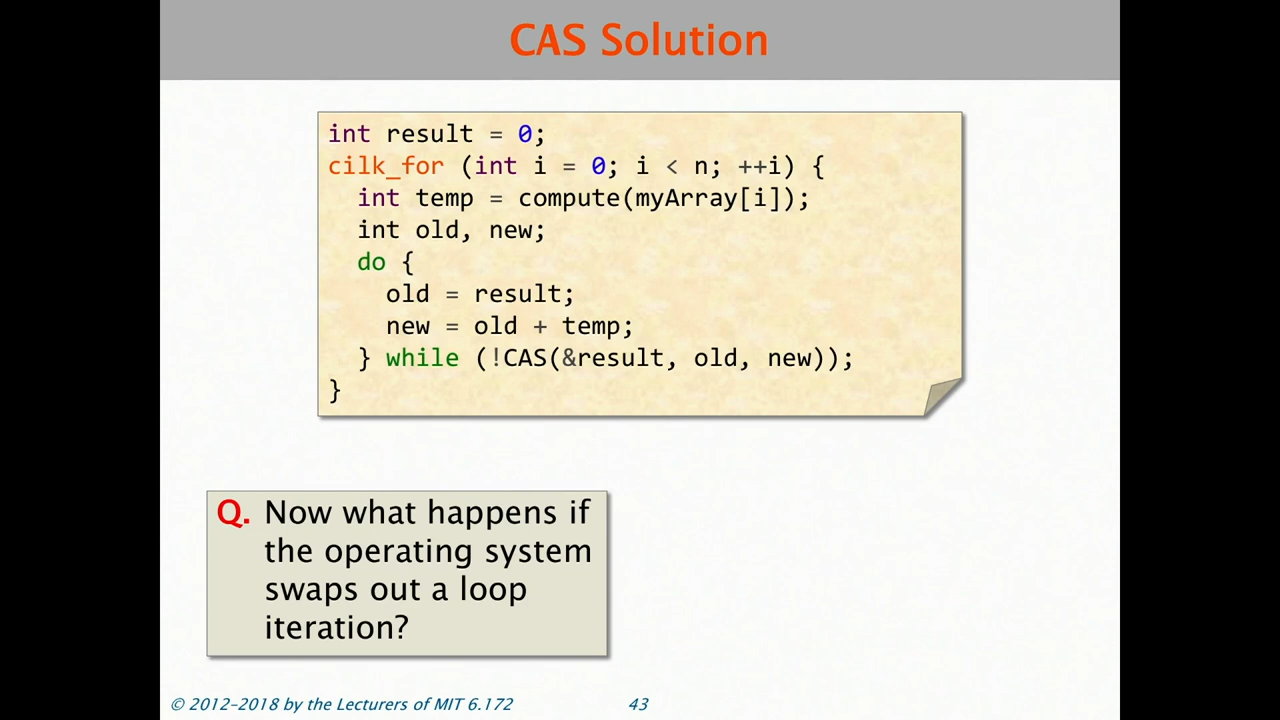 CAS Solution
int result = 0;
cilk_for (int i = 0; i < n; ++i) {
  int temp = compute(myArray[i]);
  int old, new;
  do {
    old = result;
    new = old + temp;
  } while (!CAS(&result, old, new));
}
Q. Now what happens if
the operating system
swaps out a loop
iteration?
© 2012–2018 by the Lecturers of MIT 6.172 43